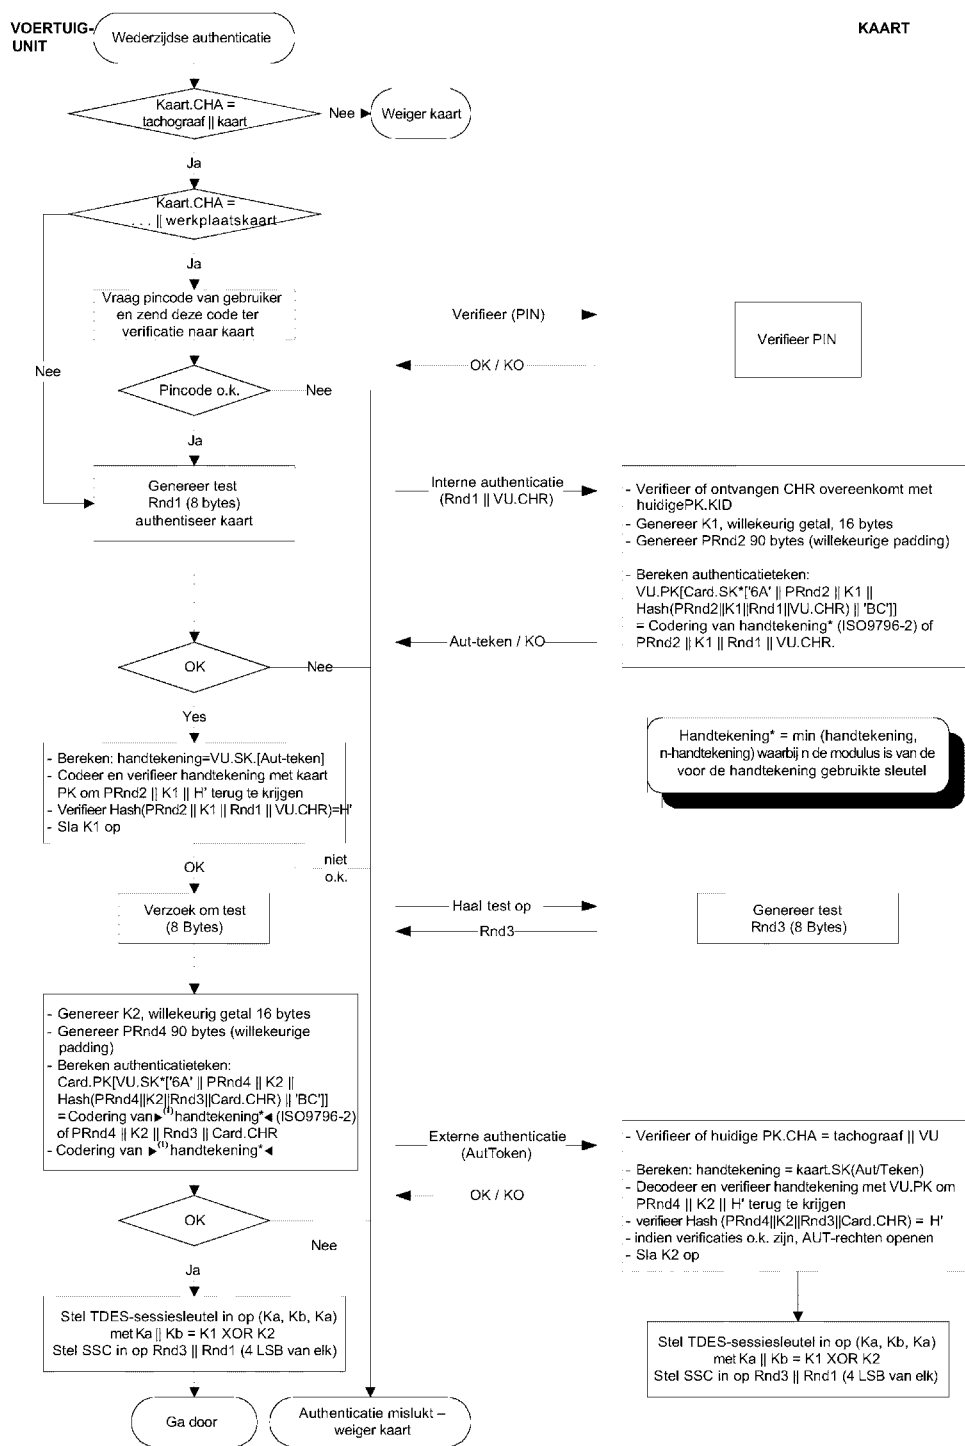 VOERTUIG-
UNIT
Wederzijdse authenticatie
KAART
Kaart.CHA =
tachograaf || kaart
Nee
Weiger kaart
Ja
Kaart.CHA =
. . . || werkplaatskaart
Ja
Vraag pincode van gebruiker
en zend deze code ter
verificatie naar kaart
Verifieer (PIN)
Verifieer PIN
Nee
OK / KO
Pincode o.k.
Nee
Ja
Genereer test
Rnd1 (8 bytes)
authentiseer kaart
Interne authenticatie
(Rnd1 || VU.CHR)
- Verifieer of ontvangen CHR overeenkomt met
huidigePK.KID
- Genereer K1, willekeurig getal, 16 bytes
- Genereer PRnd2 90 bytes (willekeurige padding)
- Bereken authenticatieteken:
VU.PK[Card.SK*['6A' || PRnd2 || K1 ||
Hash(PRnd2||K1||Rnd1||VU.CHR) || 'BC']]
= Codering van handtekening* (ISO9796-2) of
PRnd2 || K1 || Rnd1 || VU.CHR.
Aut-teken / KO
OK
Nee
Yes
Handtekening* = min (handtekening,
n-handtekening) waarbij n de modulus is van de
voor de handtekening gebruikte sleutel
- Bereken: handtekening=VU.SK.[Aut-teken]
- Codeer en verifieer handtekening met kaart
PK om PRnd2 || K1 || H' terug te krijgen
- Verifieer Hash(PRnd2 || K1 || Rnd1 || VU.CHR)=H'
- Sla K1 op
niet
o.k.
OK
Verzoek om test
(8 Bytes)
Haal test op
Rnd3
Genereer test
Rnd3 (8 Bytes)
- Genereer K2, willekeurig getal 16 bytes
- Genereer PRnd4 90 bytes (willekeurige
padding)
- Bereken authenticatieteken:
Card.PK[VU.SK*['6A' || PRnd4 || K2 ||
Hash(PRnd4||K2||Rnd3||Card.CHR) || 'BC']]
= Codering van ►(1) handtekening*◄ (ISO9796-2)
of PRnd4 || K2 || Rnd3 || Card.CHR
- Codering van ►(1) handtekening*◄
Externe authenticatie
(AutToken)
- Verifieer of huidige PK.CHA = tachograaf || VU
- Bereken: handtekening = kaart.SK(Aut/Teken)
- Decodeer en verifieer handtekening met VU.PK om
PRnd4 || K2 || H' terug te krijgen
- verifieer Hash (PRnd4||K2||Rnd3||Card.CHR) = H'
- indien verificaties o.k. zijn, AUT-rechten openen
- Sla K2 op
OK / KO
OK
Nee
Ja
Stel TDES-sessiesleutel in op (Ka, Kb, Ka)
met Ka || Kb = K1 XOR K2
Stel SSC in op Rnd3 || Rnd1 (4 LSB van elk)
Stel TDES-sessiesleutel in op (Ka, Kb, Ka)
met Ka || Kb = K1 XOR K2
Stel SSC in op Rnd3 || Rnd1 (4 LSB van elk)
Ga door
Authenticatie mislukt –
weiger kaart